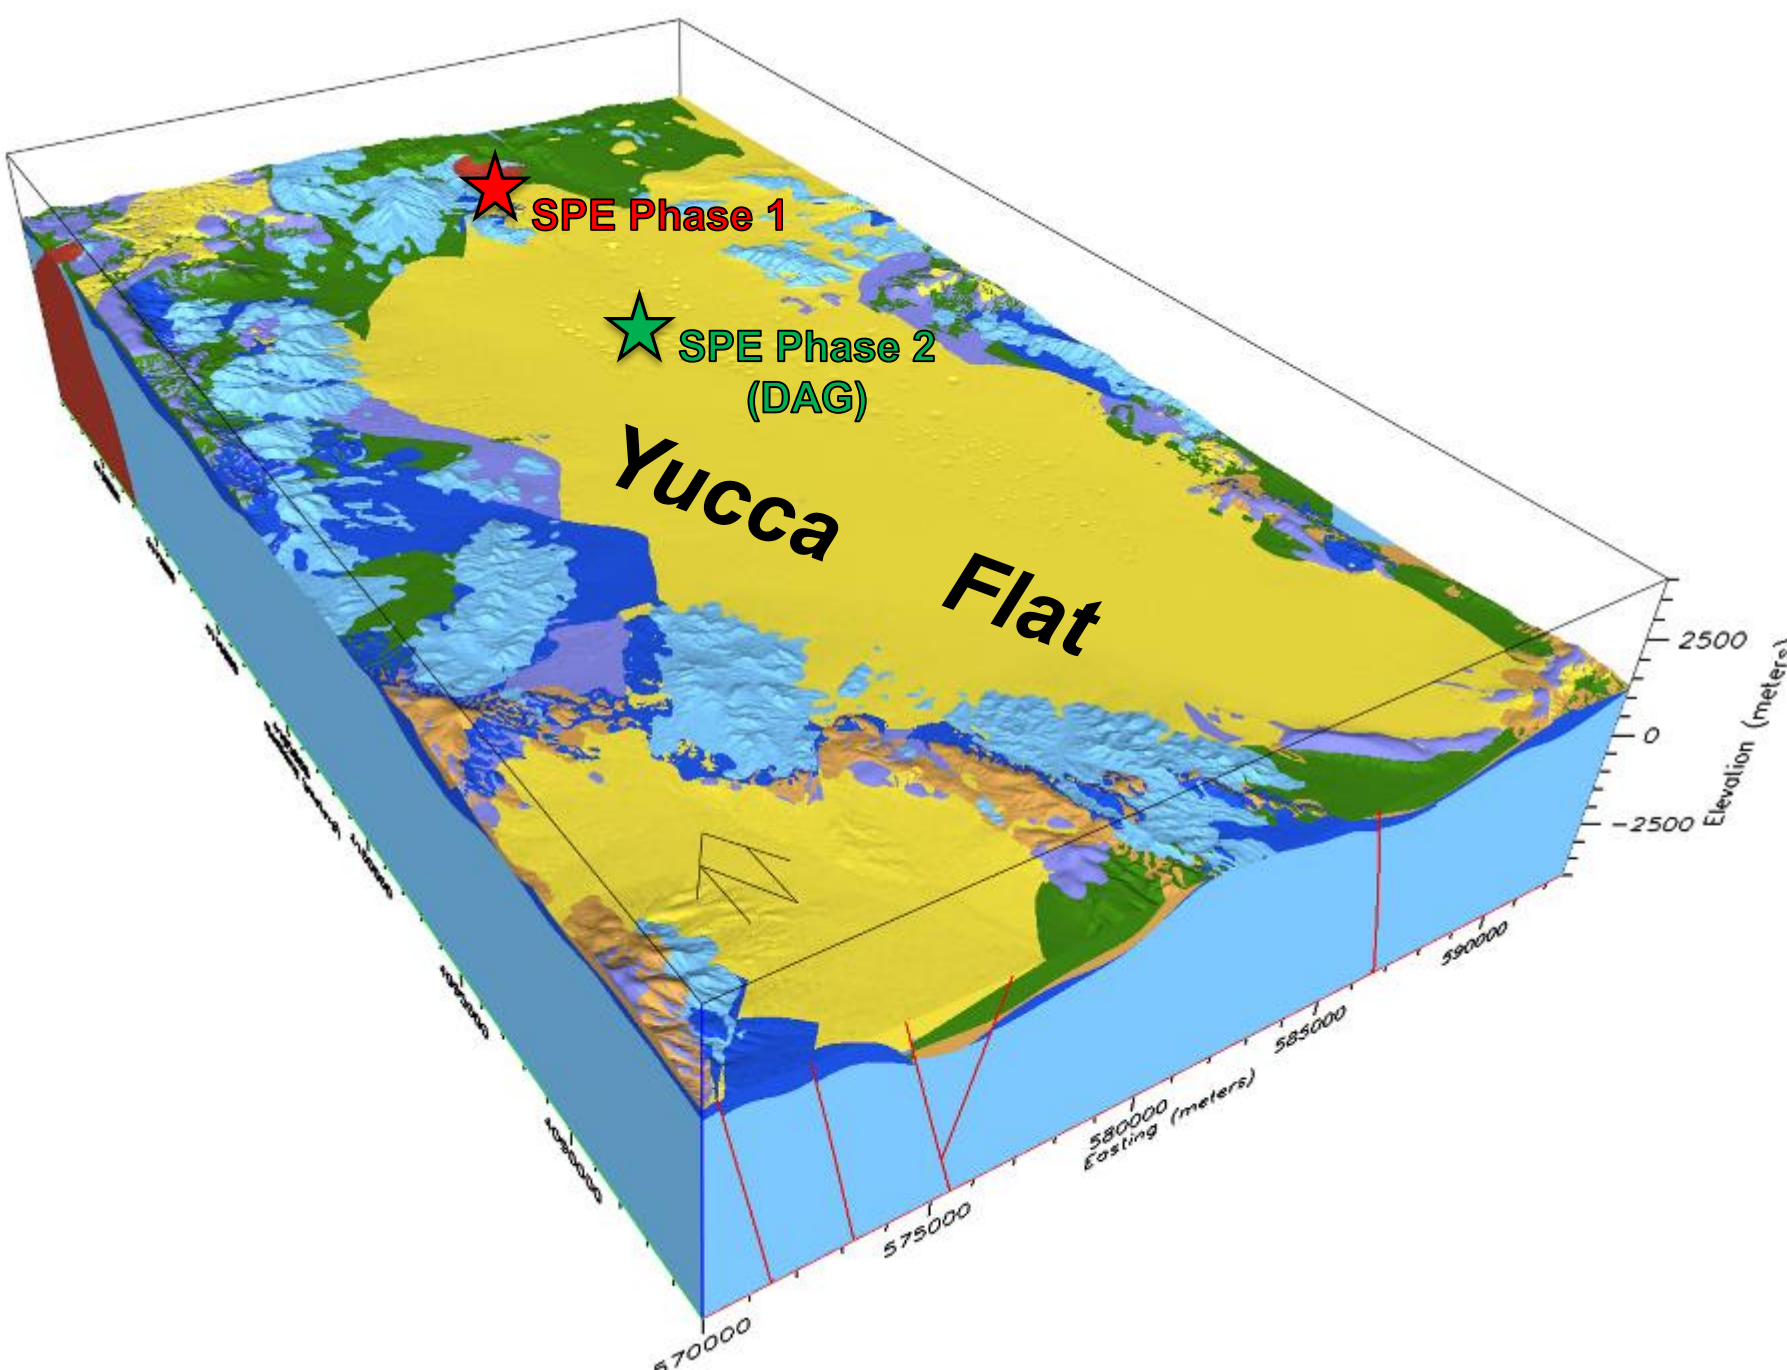 SPE Phase 1
SPE Phase 2
(DAG)
Yucca Flat
2500
0
-2500
Elevation (meters)
590000
585000
580000
Easting (meters)
575000
570000